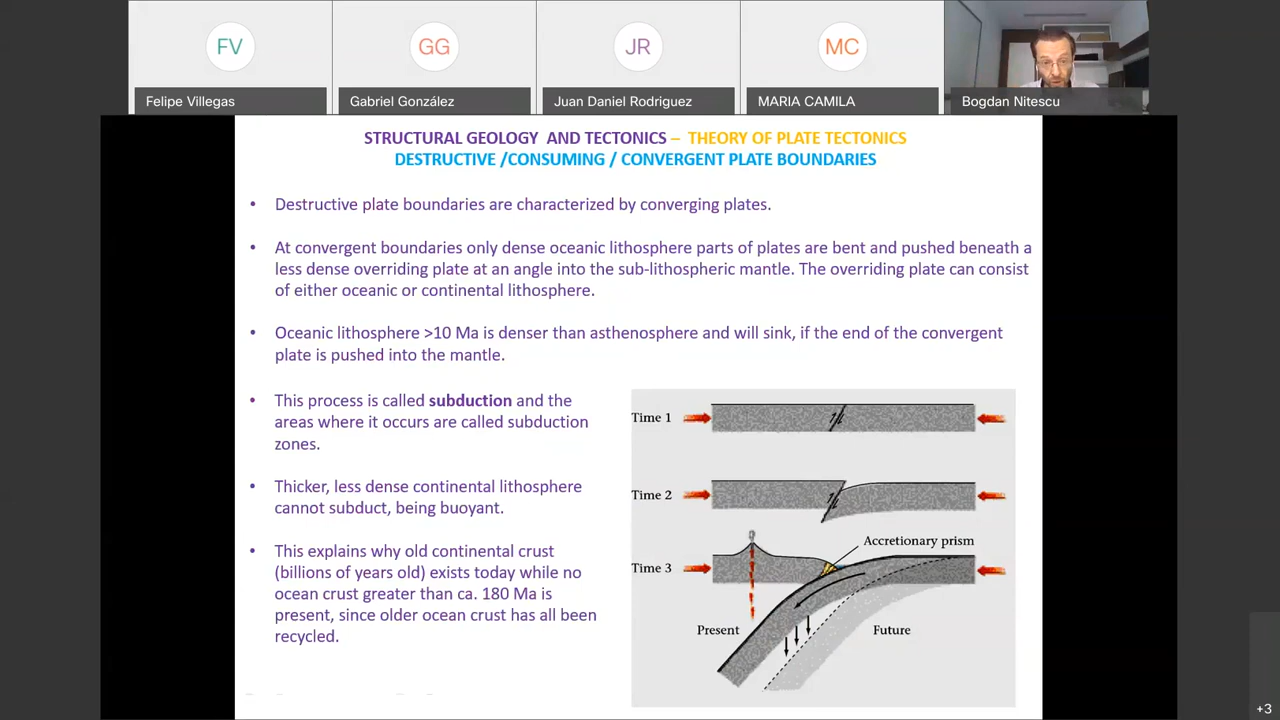 FV
GG
JR
MC
Felipe Villegas
Gabriel González
Juan Daniel Rodriguez
MARIA CAMILA
Bogdan Nitescu
STRUCTURAL GEOLOGY AND TECTONICS – THEORY OF PLATE TECTONICS
DESTRUCTIVE /CONSUMING / CONVERGENT PLATE BOUNDARIES
• Destructive plate boundaries are characterized by converging plates.
• At convergent boundaries only dense oceanic lithosphere parts of plates are bent and pushed beneath a
less dense overriding plate at an angle into the sub-lithospheric mantle. The overriding plate can consist
of either oceanic or continental lithosphere.
• Oceanic lithosphere >10 Ma is denser than asthenosphere and will sink, if the end of the convergent
plate is pushed into the mantle.
• This process is called subduction and the
areas where it occurs are called subduction
zones.
• Thicker, less dense continental lithosphere
cannot subduct, being buoyant.
• This explains why old continental crust
(billions of years old) exists today while no
ocean crust greater than ca. 180 Ma is
present, since older ocean crust has all been
recycled.
Time 1
Time 2
Accretionary prism
Time 3
Present
Future
+3